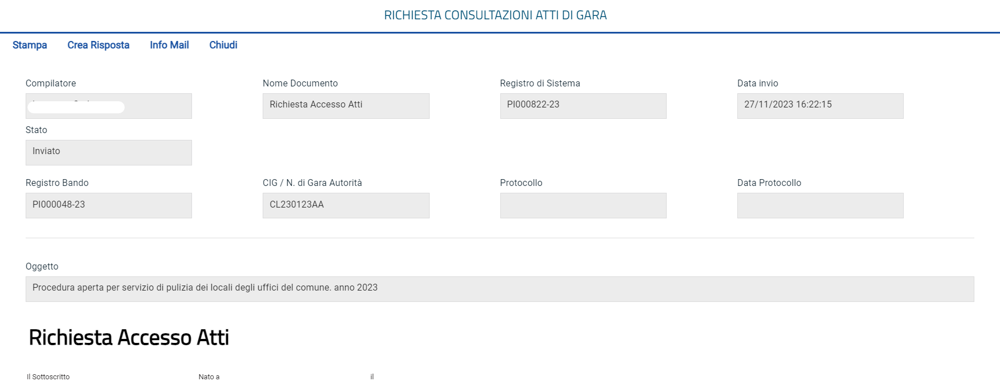 RICHIESTA CONSULTAZIONI ATTI DI GARA
Stampa Crea Risposta Info Mail Chiudi
Compilatore Nome Documento Registro di Sistema Data invio
Richiesta Accesso Atti PI000822-23 27/11/2023 16:22:15
Stato
Inviato
Registro Bando CIG / N. di Gara Autorità Protocollo Data Protocollo
PI000048-23 CL230123AA
Oggetto
Procedura aperta per servizio di pulizia dei locali degli uffici del comune. anno 2023
Richiesta Accesso Atti
Il Sottoscritto Nato a il